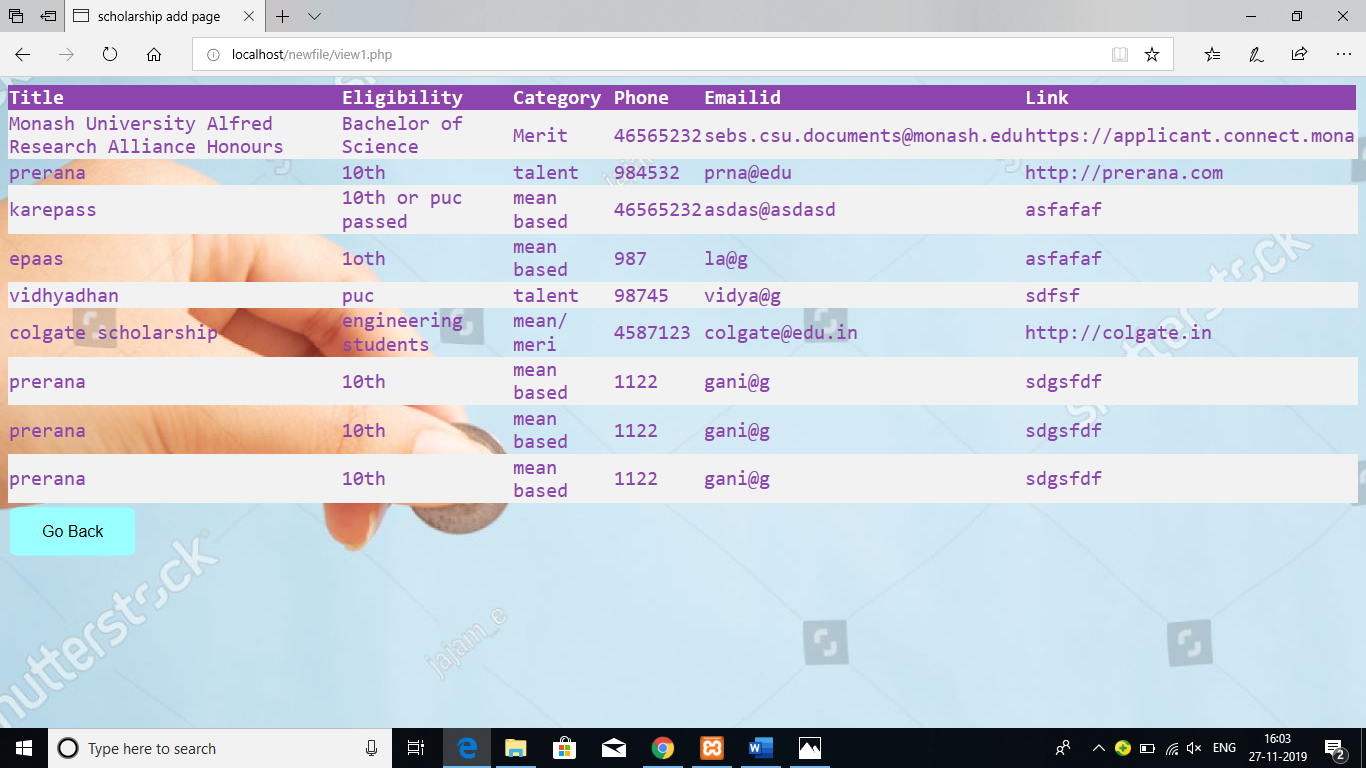 scholarship add page
localhost/newfile/view1.php
Title Eligibility Category Phone Emailid Link
Monash University Alfred Research Alliance Honours Bachelor of Science Merit 46565232 sebs.csu.documents@monash.edu https://applicant.connect.mona
prerana 10th talent 984532 prna@edu http://prerana.com
karepass 10th or puc passed mean based 46565232 asdas@asdasd asfafaf
epaas 1oth mean based 987 la@g asfafaf
vidhyadhan puc talent 98745 vidya@g sdfsf
colgate scholarship engineering students mean/ meri 4587123 colgate@edu.in http://colgate.in
prerana 10th mean based 1122 gani@g sdgsfdf
prerana 10th mean based 1122 gani@g sdgsfdf
prerana 10th mean based 1122 gani@g sdgsfdf
Go Back
shutterstock
shutterstock
jajam_e
Type here to search
ENG
16:03
27-11-2019
2